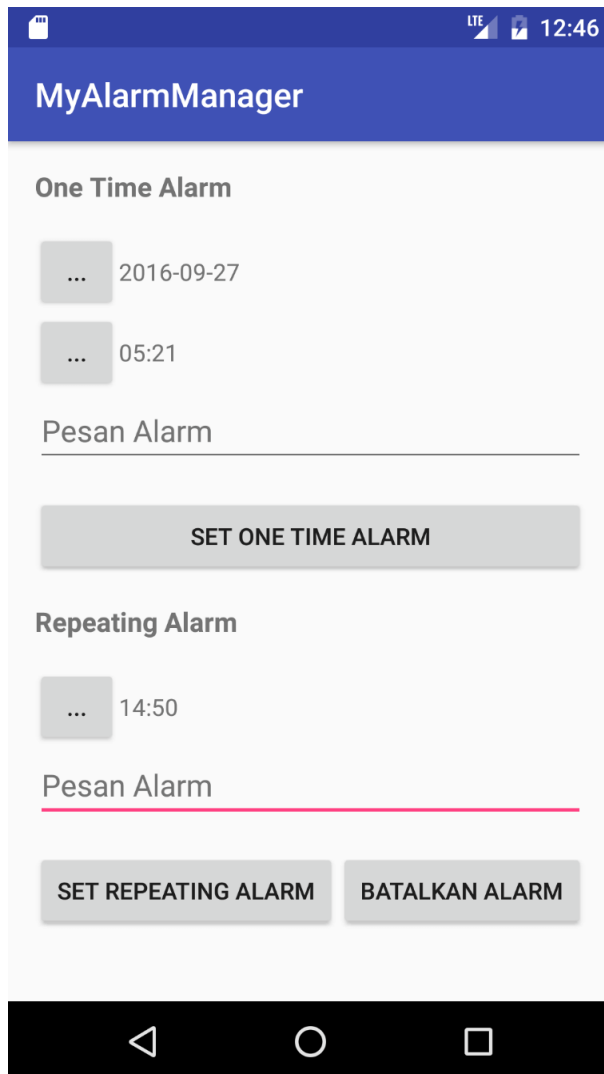 LTE 12:46
MyAlarmManager
One Time Alarm
... 2016-09-27
... 05:21
Pesan Alarm
SET ONE TIME ALARM
Repeating Alarm
... 14:50
Pesan Alarm
SET REPEATING ALARM BATALKAN ALARM